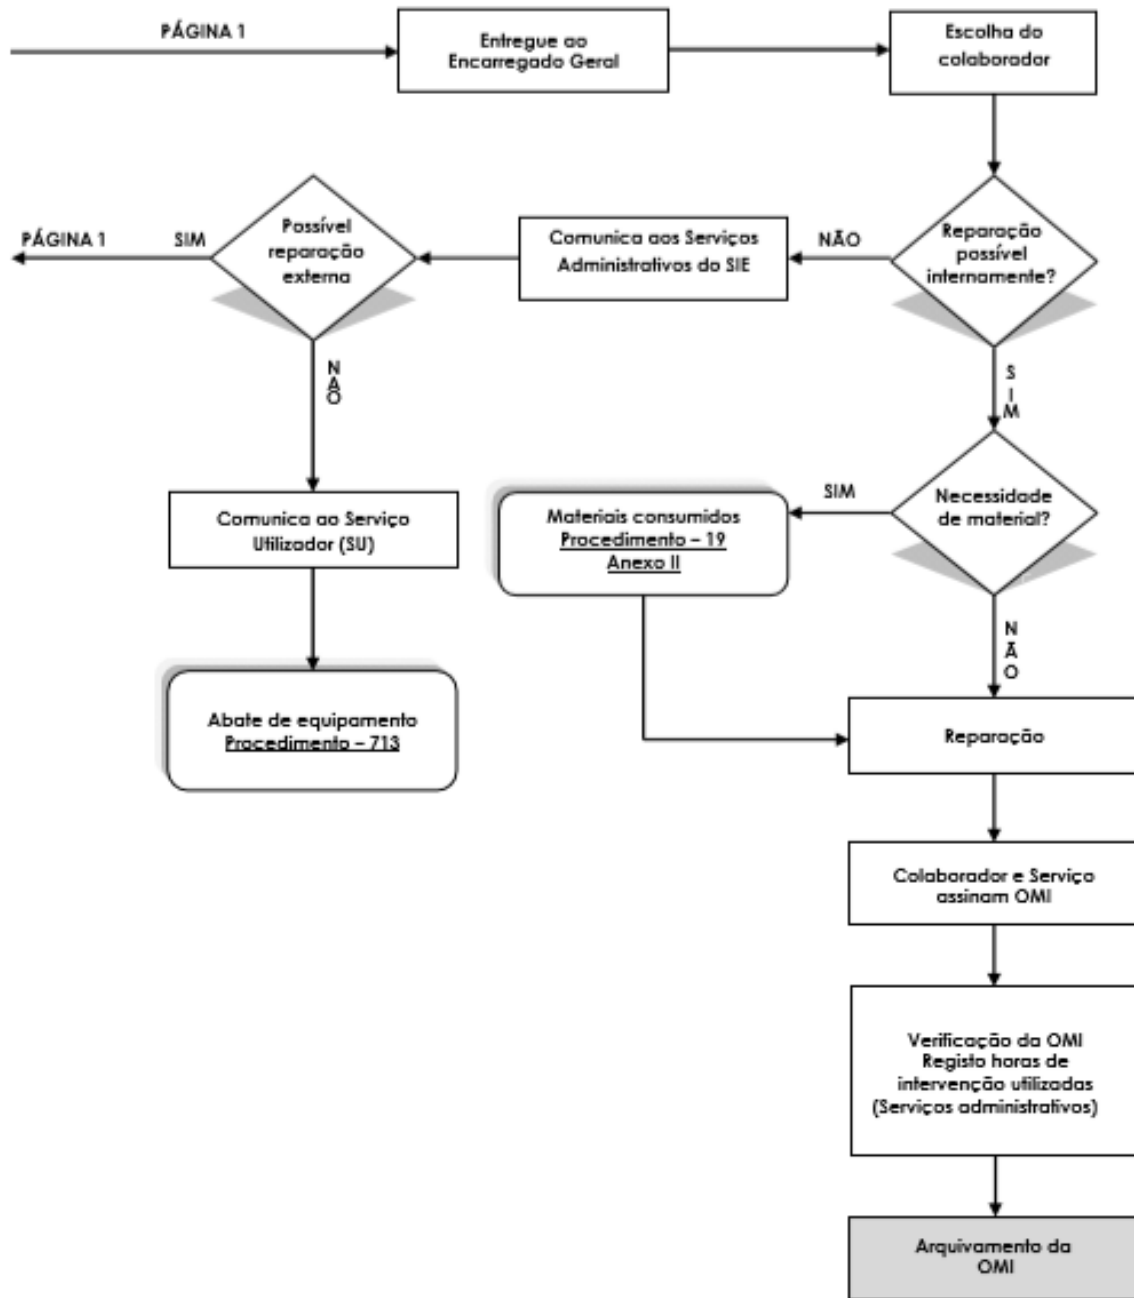 PÁGINA 1
Entregue ao
Encarregado Geral
Escolha do
colaborador
Reparação
possível
internamente?
NÃO
Comunica aos Serviços
Administrativos do SIE
Possível
reparação
externa
SIM
PÁGINA 1
NÃO
Comunica ao Serviço
Utilizador (SU)
Abate de equipamento
Procedimento – 713
SIM
Necessidade
de material?
SIM
Materiais consumidos
Procedimento – 19
Anexo II
NÃO
Reparação
Colaborador e Serviço
assinam OMI
Verificação da OMI
Registo horas de
intervenção utilizadas
(Serviços administrativos)
Arquivamento da
OMI